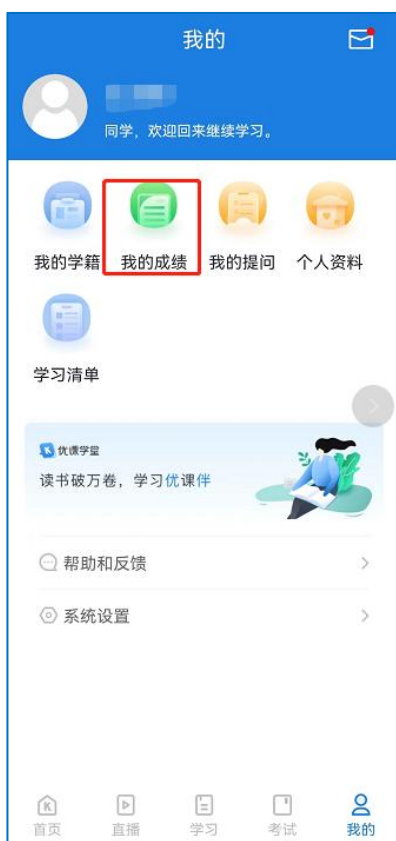 我的
同学，欢迎回来继续学习。
我的学籍 我的成绩 我的提问 个人资料
学习清单
优课学堂
读书破万卷，学习优课伴
帮助和反馈
系统设置
首页 直播 学习 考试 我的